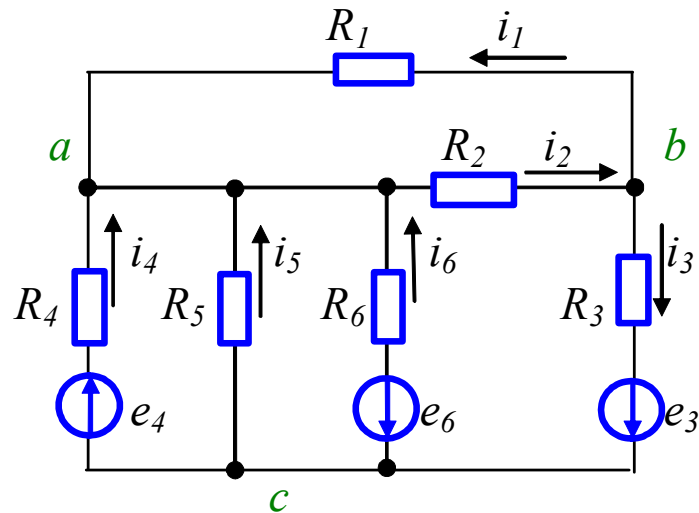 R₁ i₁
a R₂ i₂ b
i₄ i₅ i₆ i₃
R₄ R₅ R₆ R₃
e₄ e₆ e₃
c